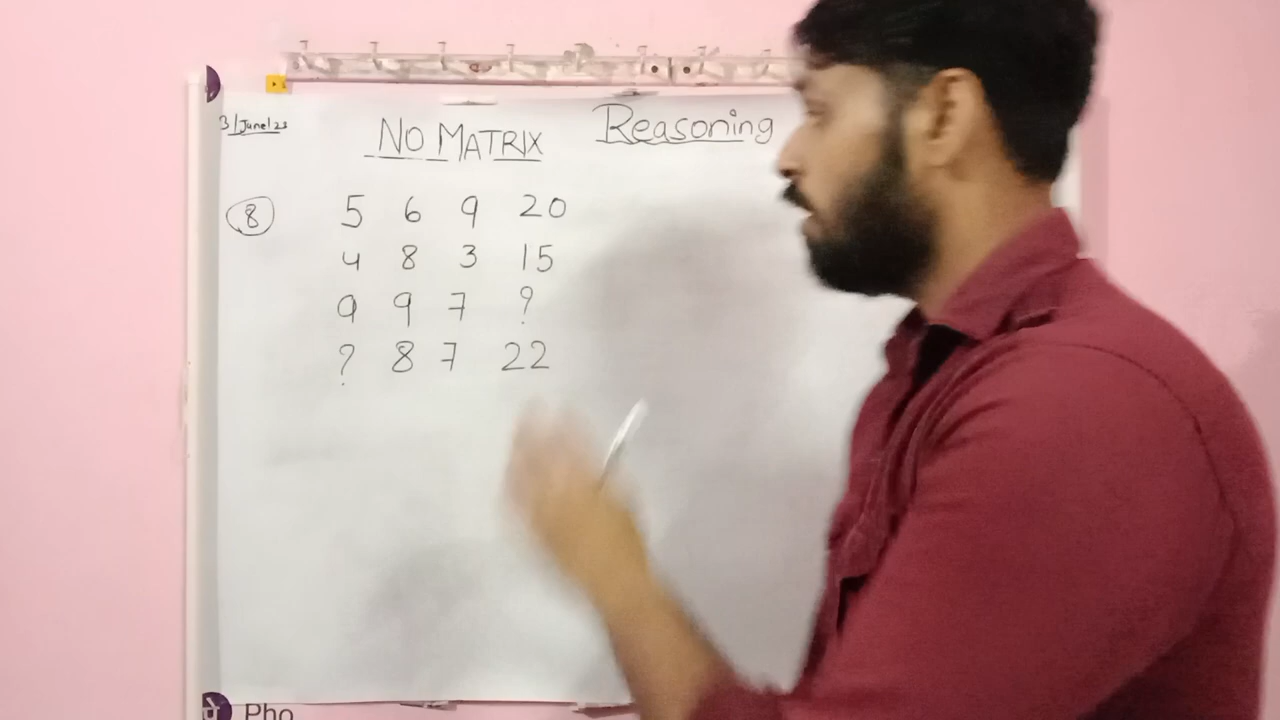 3/June/23
NO MATRIX
Reasoning
8
5 6 9 20
4 8 3 15
9 9 7 ?
? 8 7 22
पे Pho